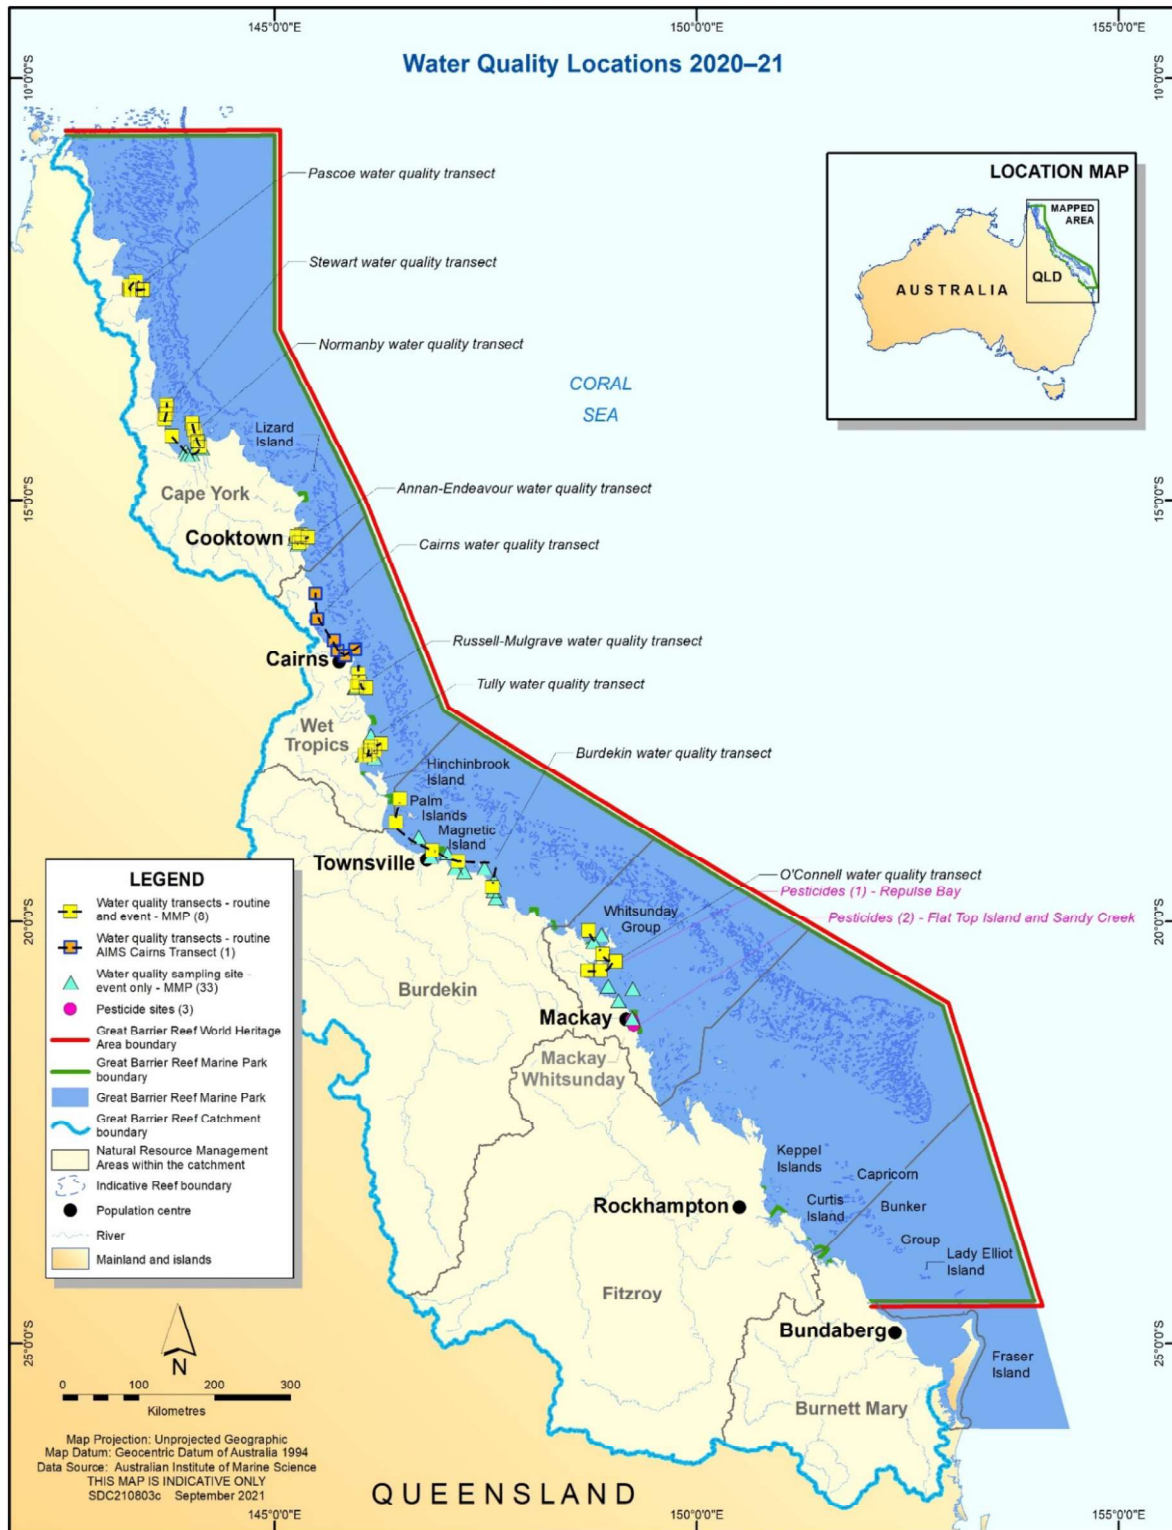 145°0'0"E
150°0'0"E
155°0'0"E
Water Quality Locations 2020–21
10°0'0"S
10°0'0"S
LOCATION MAP
MAPPED
AREA
QLD
AUSTRALIA
Pascoe water quality transect
Stewart water quality transect
Normanby water quality transect
CORAL
SEA
Lizard
Island
Cape York
Annan-Endeavour water quality transect
15°0'0"S
15°0'0"S
Cooktown
Cairns water quality transect
Russell-Mulgrave water quality transect
Cairns
Tully water quality transect
Wet
Tropics
Burdekin water quality transect
Hinchinbrook
Island
Palm
Islands
Magnetic
Island
Townsville
O'Connell water quality transect
Pesticides (1) - Repulse Bay
Pesticides (2) - Flat Top Island and Sandy Creek
20°0'0"S
20°0'0"S
Whitsunday
Group
Burdekin
Mackay
Mackay
Whitsunday
Keppel
Islands
Capricorn
Curtis
Island
Bunker
Group
Rockhampton
Lady Elliot
Island
Fitzroy
Bundaberg
25°0'0"S
25°0'0"S
Fraser
Island
Burnett Mary
QUEENSLAND
LEGEND
Water quality transects - routine
and event - MMP (8)
Water quality transects - routine
AIMS Cairns Transect (1)
Water quality sampling site -
event only - MMP (33)
Pesticide sites (3)
Great Barrier Reef World Heritage
Area boundary
Great Barrier Reef Marine Park
boundary
Great Barrier Reef Marine Park
Great Barrier Reef Catchment
boundary
Natural Resource Management
Areas within the catchment
Indicative Reef boundary
Population centre
River
Mainland and islands
N
0 100 200 300
Kilometres
Map Projection: Unprojected Geographic
Map Datum: Geocentric Datum of Australia 1994
Data Source: Australian Institute of Marine Science
THIS MAP IS INDICATIVE ONLY
SDC210803c September 2021
145°0'0"E
150°0'0"E
155°0'0"E